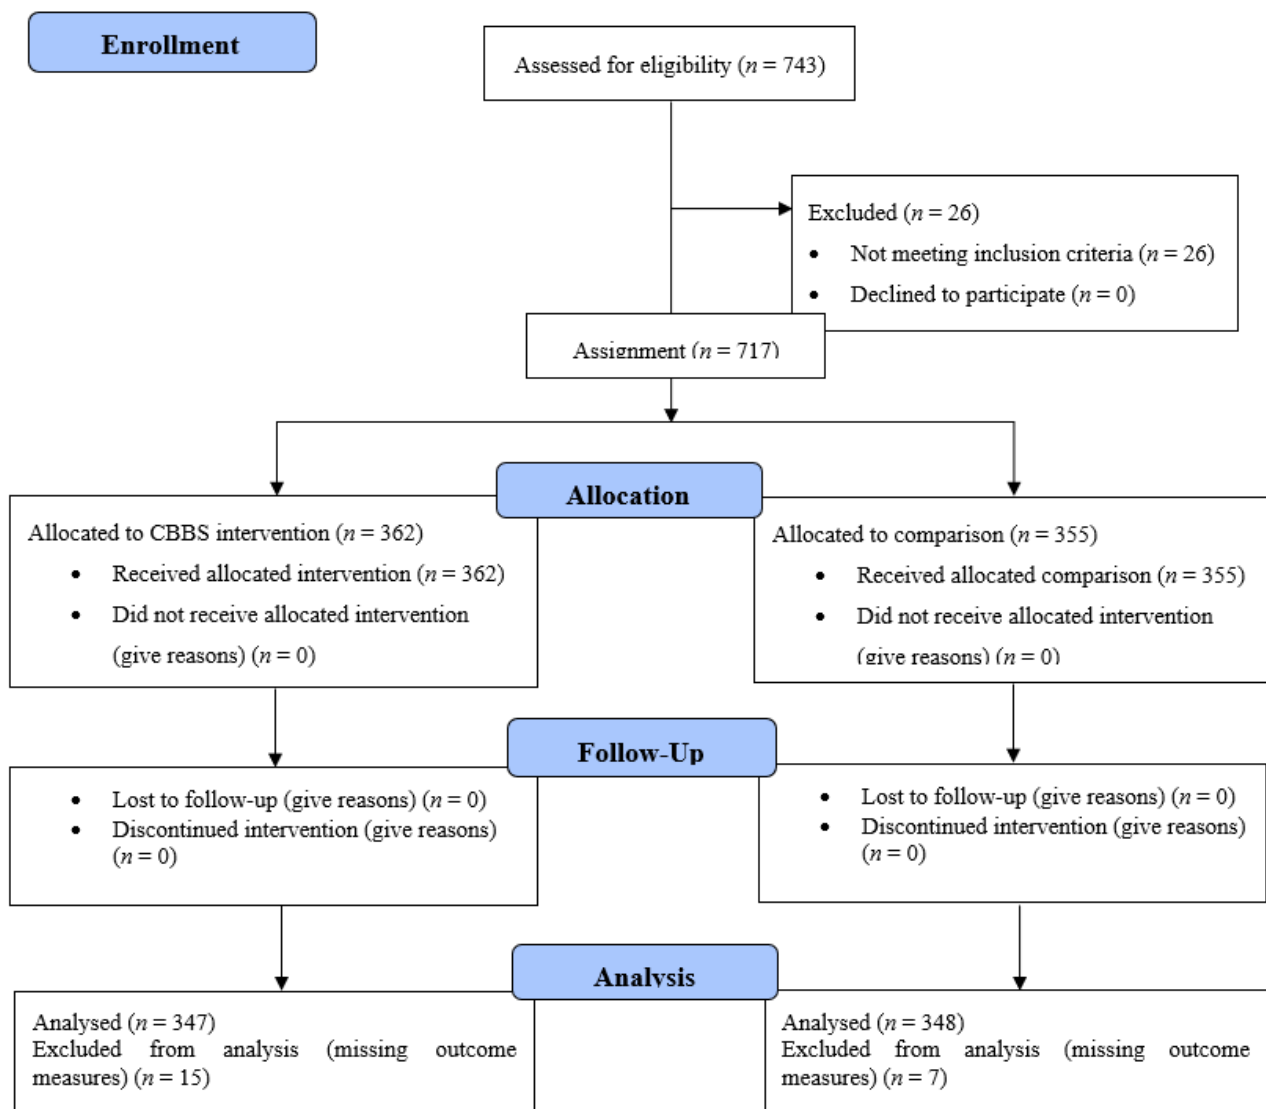 Enrollment
Assessed for eligibility (n = 743)
Excluded (n = 26)
• Not meeting inclusion criteria (n = 26)
• Declined to participate (n = 0)
Assignment (n = 717)
Allocation
Allocated to CBBS intervention (n = 362)
• Received allocated intervention (n = 362)
• Did not receive allocated intervention
(give reasons) (n = 0)
Allocated to comparison (n = 355)
• Received allocated comparison (n = 355)
• Did not receive allocated intervention
(give reasons) (n = 0)
Follow-Up
• Lost to follow-up (give reasons) (n = 0)
• Discontinued intervention (give reasons)
(n = 0)
• Lost to follow-up (give reasons) (n = 0)
• Discontinued intervention (give reasons)
(n = 0)
Analysis
Analysed (n = 347)
Excluded from analysis (missing outcome
measures) (n = 15)
Analysed (n = 348)
Excluded from analysis (missing outcome
measures) (n = 7)